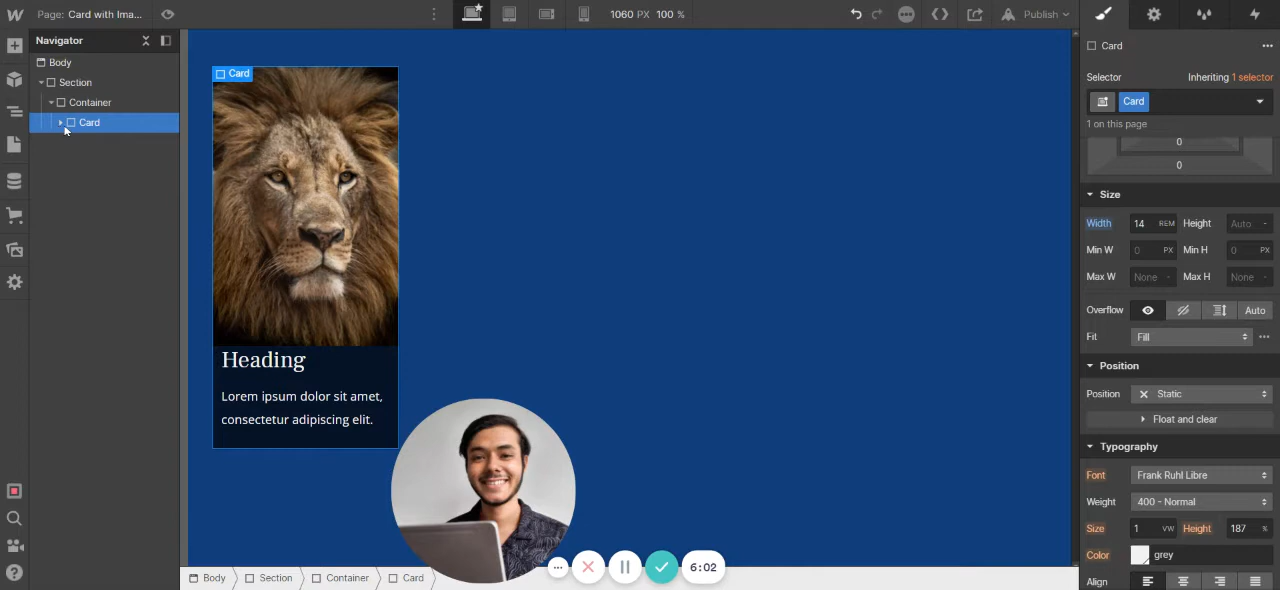 Page: Card with Ima...
1060 PX 100 %
Publish
Navigator
Body
Section
Container
Card
Card
Heading
Lorem ipsum dolor sit amet,
consectetur adipiscing elit.
6:02
Body
Section
Container
Card
Card
Selector Inheriting 1 selector
Card
1 on this page
0
0
Size
Width 14 REM Height Auto -
Min W 0 PX Min H 0 PX
Max W None - Max H None -
Overflow Auto
Fit Fill
Position
Position Static
Float and clear
Typography
Font Frank Ruhl Libre
Weight 400 - Normal
Size 1 VW Height 187 %
Color grey
Align